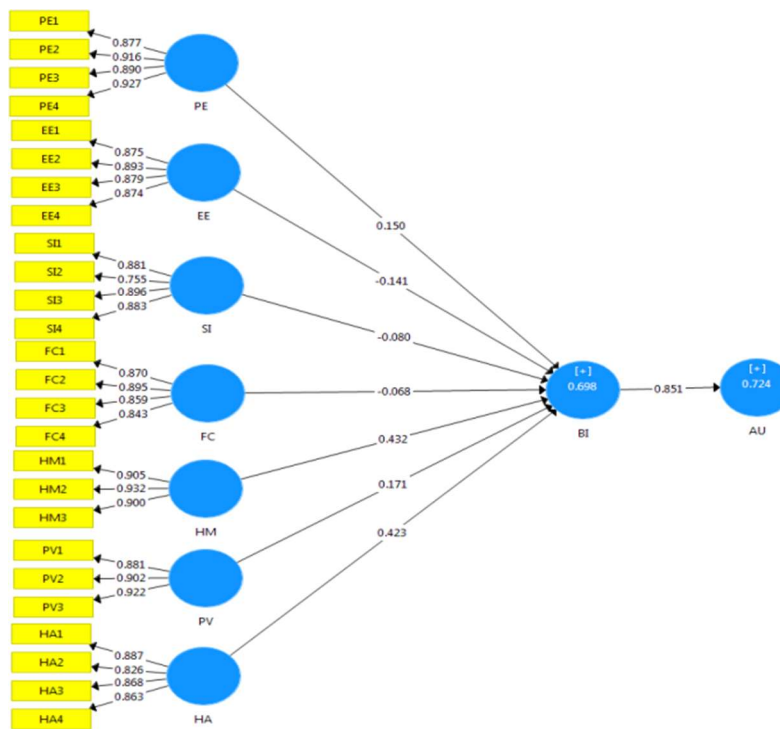 PE1
0.877
PE2
0.916
PE3
0.890
PE4
0.927
PE
EE1
0.875
EE2
0.893
EE3
0.879
EE4
0.874
EE
SI1
0.881
SI2
0.755
SI3
0.896
SI4
0.883
SI
FC1
0.870
FC2
0.895
FC3
0.859
FC4
0.843
FC
HM1
0.905
HM2
0.932
HM3
0.900
HM
PV1
0.881
PV2
0.902
PV3
0.922
PV
HA1
0.887
HA2
0.826
HA3
0.868
HA4
0.863
HA
0.150
-0.141
-0.080
-0.068
0.432
0.171
0.423
[+]
0.698
BI
0.851
[+]
0.724
AU